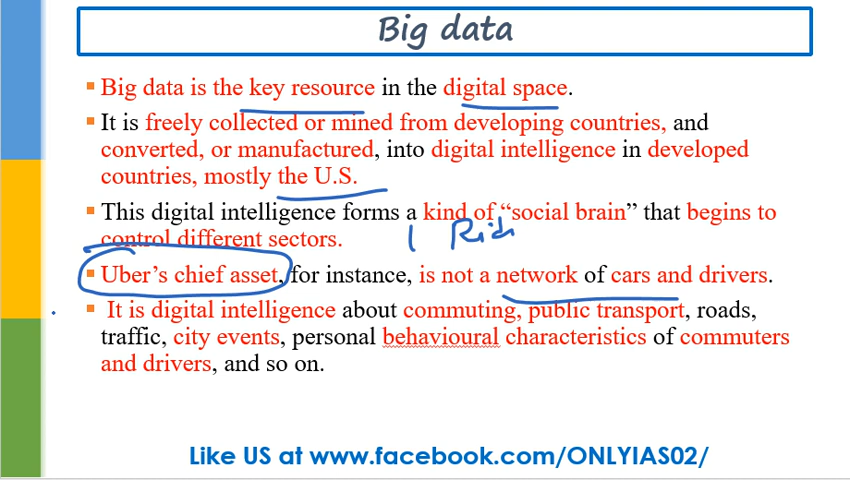 Big data
Big data is the key resource in the digital space.
It is freely collected or mined from developing countries, and
converted, or manufactured, into digital intelligence in developed
countries, mostly the U.S.
This digital intelligence forms a kind of “social brain” that begins to
control different sectors.
1 Rich
Uber’s chief asset, for instance, is not a network of cars and drivers.
It is digital intelligence about commuting, public transport, roads,
traffic, city events, personal behavioural characteristics of commuters
and drivers, and so on.
Like US at www.facebook.com/ONLYIAS02/